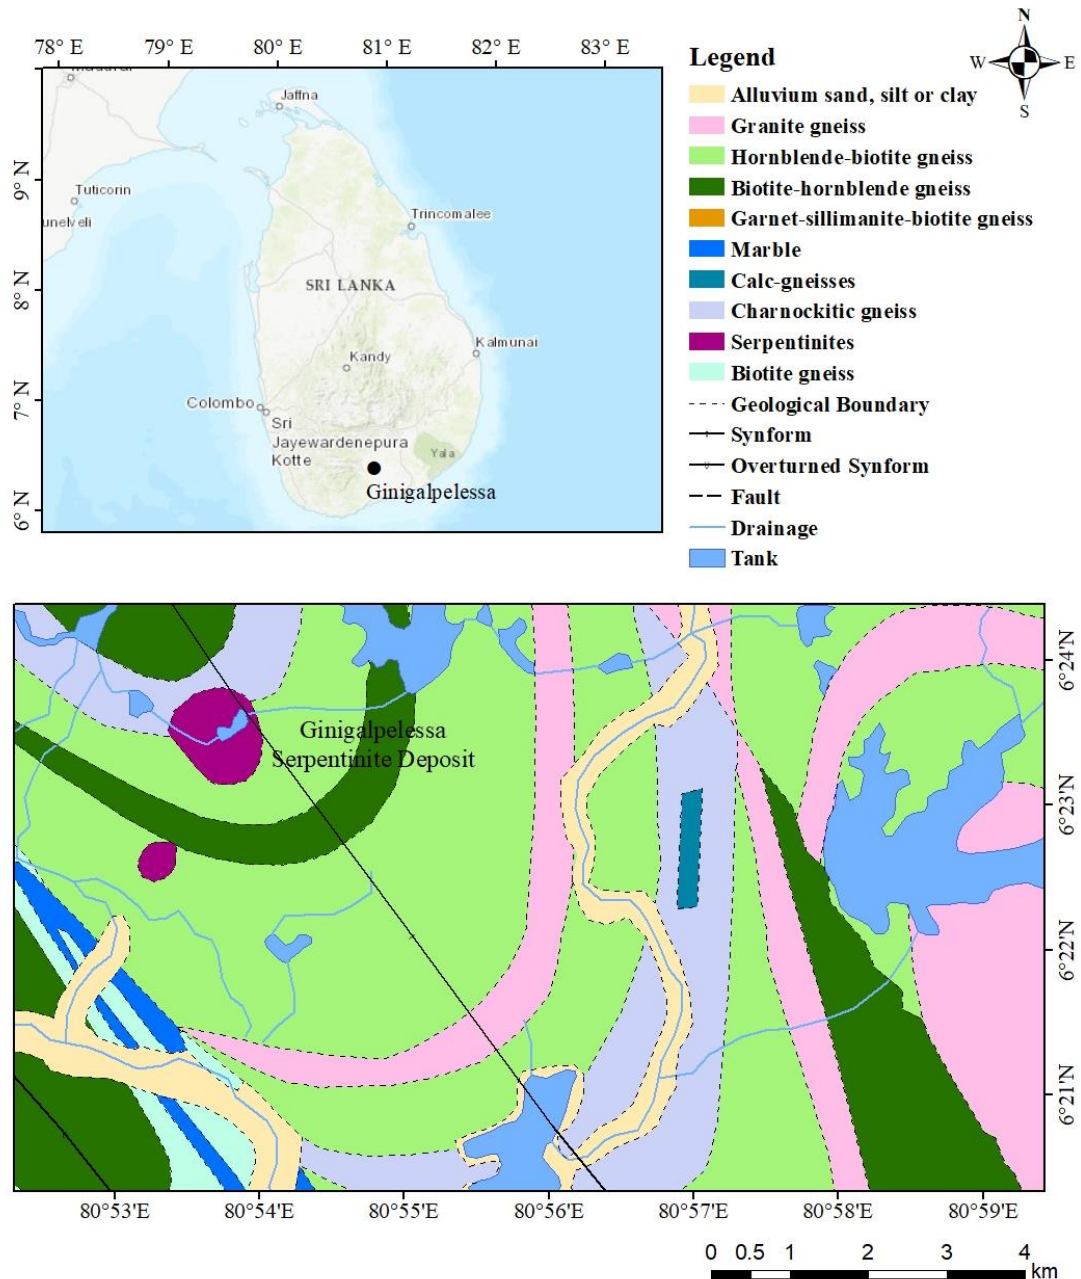 78° E 79° E 80° E 81° E 82° E 83° E
9° N
8° N
7° N
6° N
Jaffna
Tuticorin
unelveli
Trincomalee
SRI LANKA
Kalmunai
Kandy
Colombo
Sri
Jayewardenepura
Kotte
Yala
Ginigalpelessa
N
W E
S
Legend
Alluvium sand, silt or clay
Granite gneiss
Hornblende-biotite gneiss
Biotite-hornblende gneiss
Garnet-sillimanite-biotite gneiss
Marble
Calc-gneisses
Charnockitic gneiss
Serpentinites
Biotite gneiss
Geological Boundary
Synform
Overturned Synform
Fault
Drainage
Tank
Ginigalpelessa
Serpentinite Deposit
6°24'N
6°23'N
6°22'N
6°21'N
80°53'E 80°54'E 80°55'E 80°56'E 80°57'E 80°58'E 80°59'E
0 0.5 1 2 3 4
km